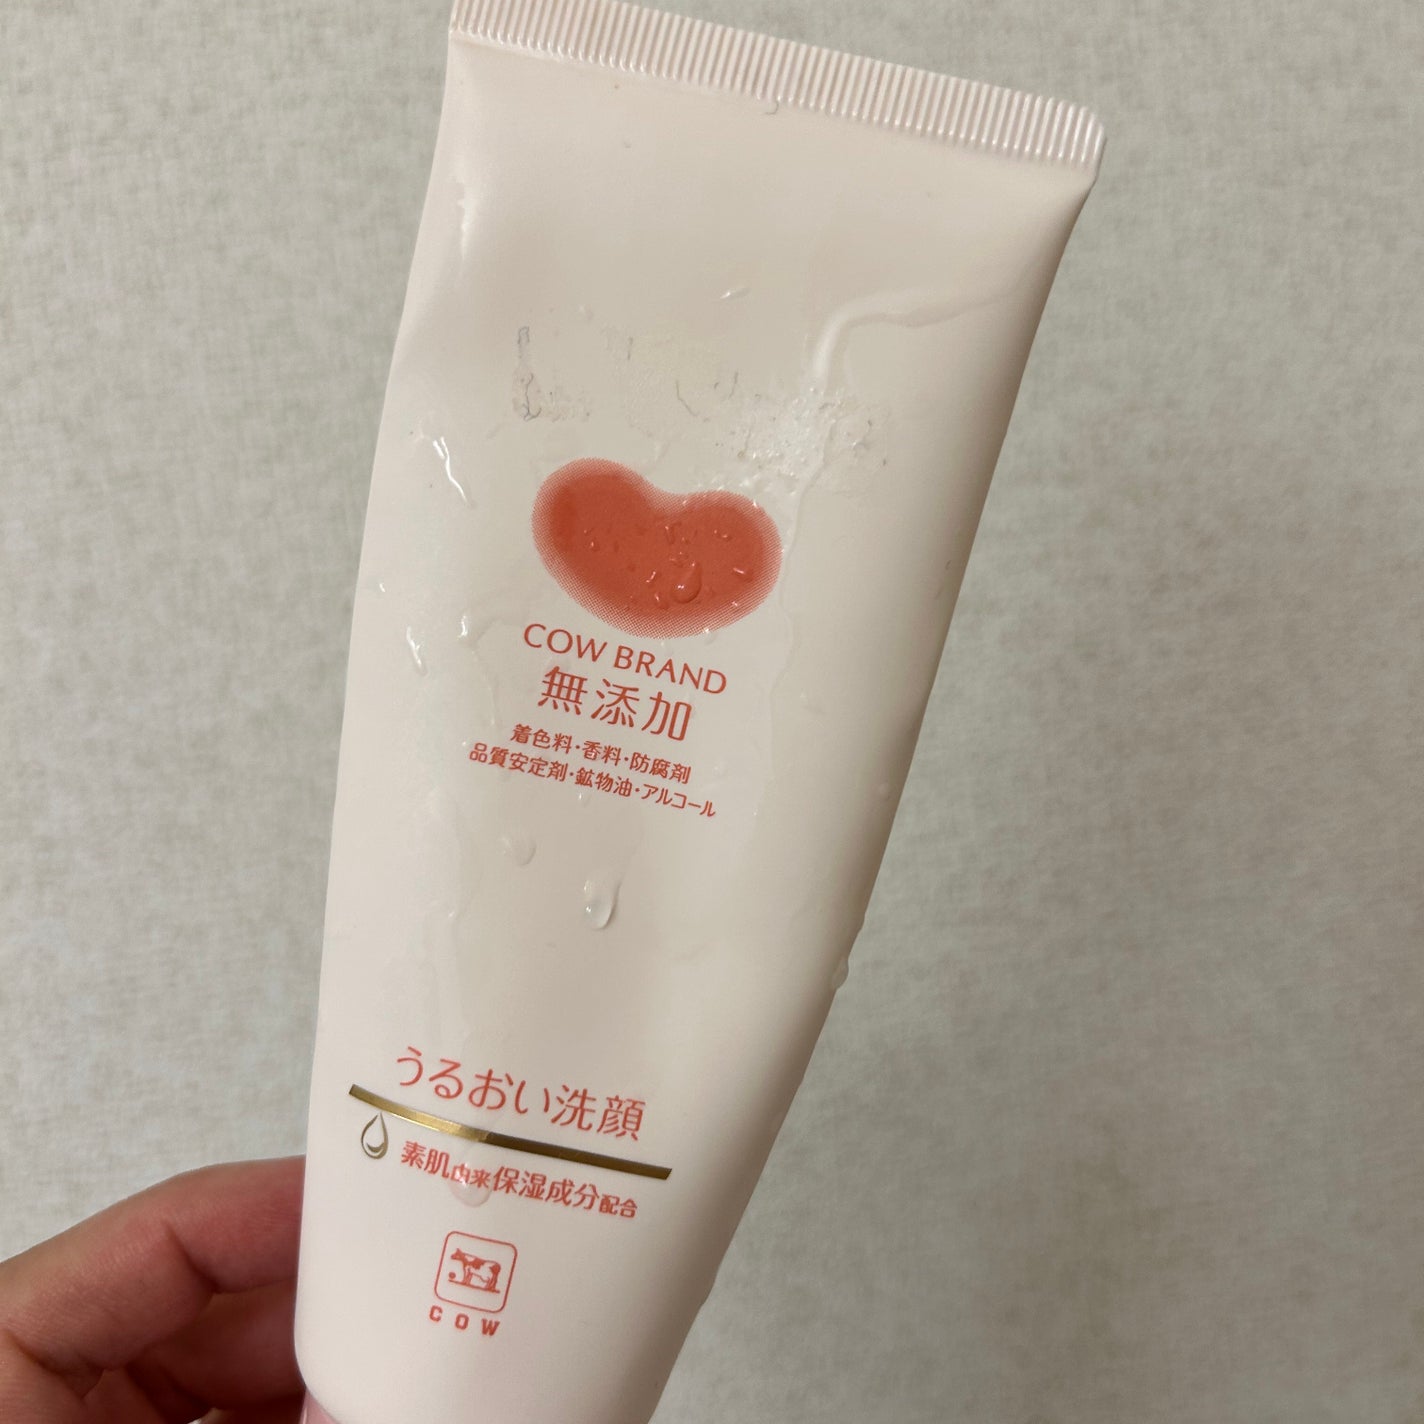 COW BRAND
無添加
着色料・香料・防腐剤
品質安定剤・鉱物油・アルコール
うるおい洗顔
素肌由来保湿成分配合
COW